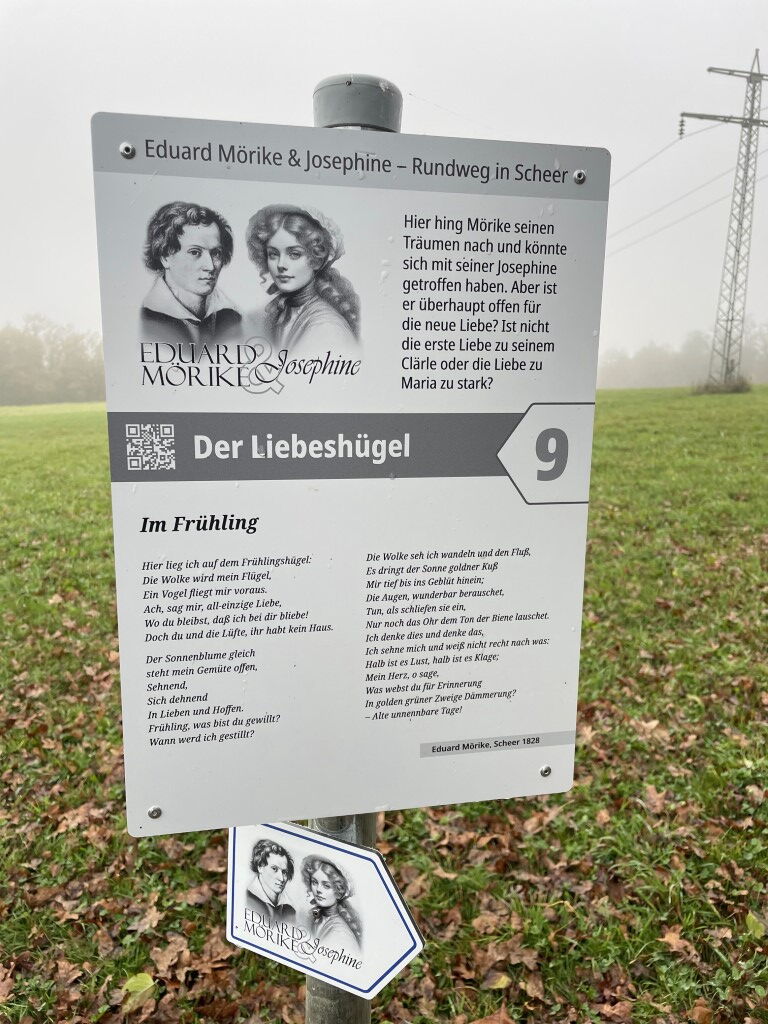 Eduard Mörike & Josephine – Rundweg in Scheer
EDUARD
MÖRIKE & Josephine
Hier hing Mörike seinen
Träumen nach und könnte
sich mit seiner Josephine
getroffen haben. Aber ist
er überhaupt offen für
die neue Liebe? Ist nicht
die erste Liebe zu seinem
Clärle oder die Liebe zu
Maria zu stark?
Der Liebeshügel
9
Im Frühling
Hier lieg ich auf dem Frühlingshügel:
Die Wolke wird mein Flügel,
Ein Vogel fliegt mir voraus.
Ach, sag mir, all-einzige Liebe,
Wo du bleibst, daß ich bei dir bliebe!
Doch du und die Lüfte, ihr habt kein Haus.
Der Sonnenblume gleich
steht mein Gemüte offen,
Sehnend,
Sich dehnend
In Lieben und Hoffen.
Frühling, was bist du gewillt?
Wann werd ich gestillt?
Die Wolke seh ich wandeln und den Fluß,
Es dringt der Sonne goldner Kuß
Mir tief bis ins Geblüt hinein;
Die Augen, wunderbar berauschet,
Tun, als schliefen sie ein,
Nur noch das Ohr dem Ton der Biene lauschet.
Ich denke dies und denke das,
Ich sehne mich und weiß nicht recht nach was:
Halb ist es Lust, halb ist es Klage;
Mein Herz, o sage,
Was webst du für Erinnerung
In golden grüner Zweige Dämmerung?
– Alte unnennbare Tage!
Eduard Mörike, Scheer 1828
EDUARD
MÖRIKE & Josephine